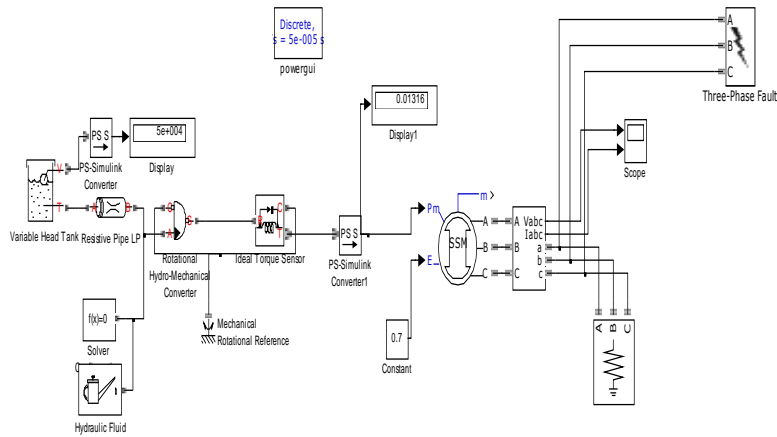 Discrete,
s = 5e-005 s
powergui
A
B
C
Three-Phase Fault
0.01316
Display1
PS S
5e+004
PS-Simulink
Converter
Display
Scope
V
T
A
B
Variable Head Tank
Resistive Pipe LP
A
S
Rotational
Hydro-Mechanical
Converter
C
R
T
Ideal Torque Sensor
PS S
PS-Simulink
Converter1
Pm
E
m
SSM
A
B
C
A
B
C
Vabc
Iabc
a
b
c
f(x)=0
Solver
Mechanical
Rotational Reference
0.7
Constant
A
B
C
Hydraulic Fluid